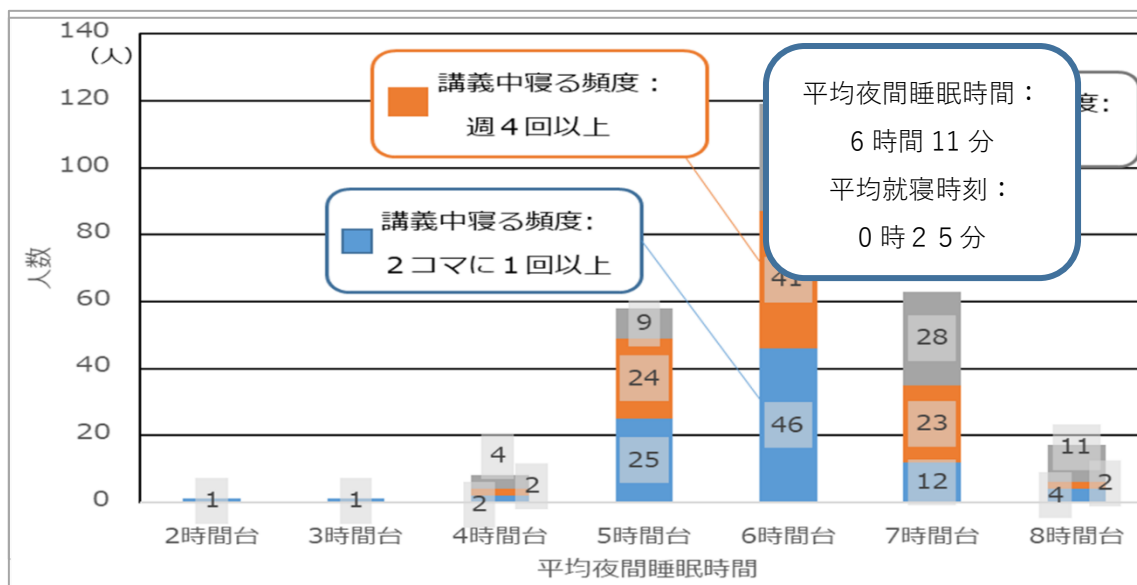 140
(人)
120
100
80
60
40
20
0
人数
講義中寝る頻度：
週４回以上
講義中寝る頻度:
２コマに１回以上
平均夜間睡眠時間：
6 時間 11 分
平均就寝時刻：
0 時２５分
度:
1
1
4
2
2
9
24
25
41
46
28
23
12
11
2
4
2時間台
3時間台
4時間台
5時間台
6時間台
7時間台
8時間台
平均夜間睡眠時間